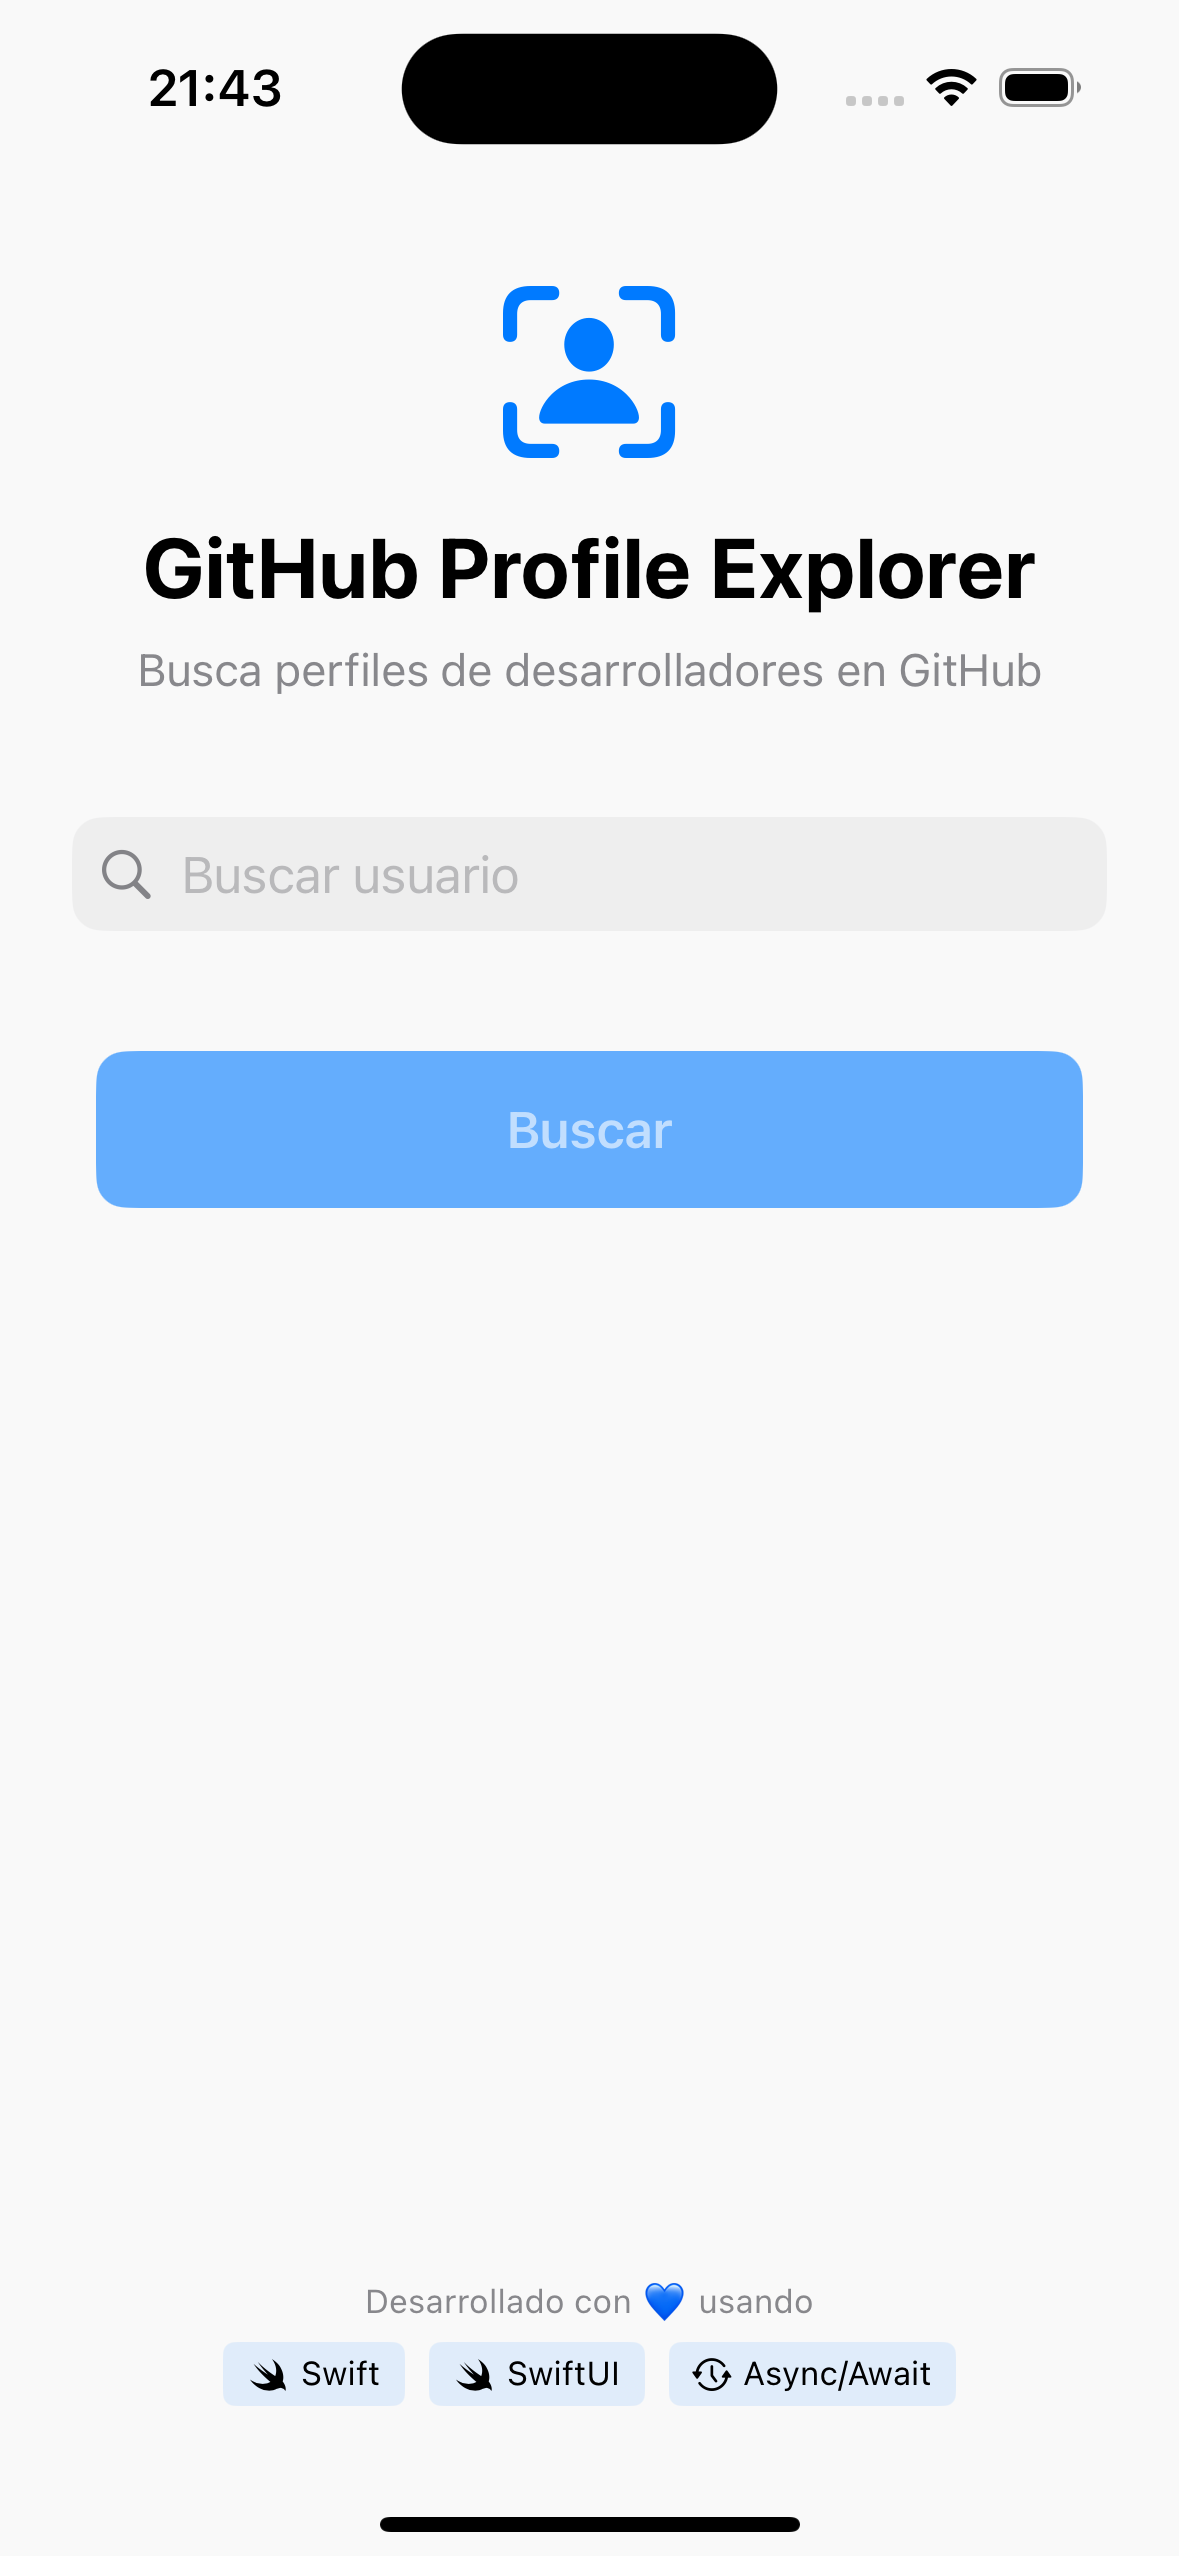 21:43
GitHub Profile Explorer
Busca perfiles de desarrolladores en GitHub
Buscar usuario
Buscar
Desarrollado con 💙 usando
Swift SwiftUI Async/Await